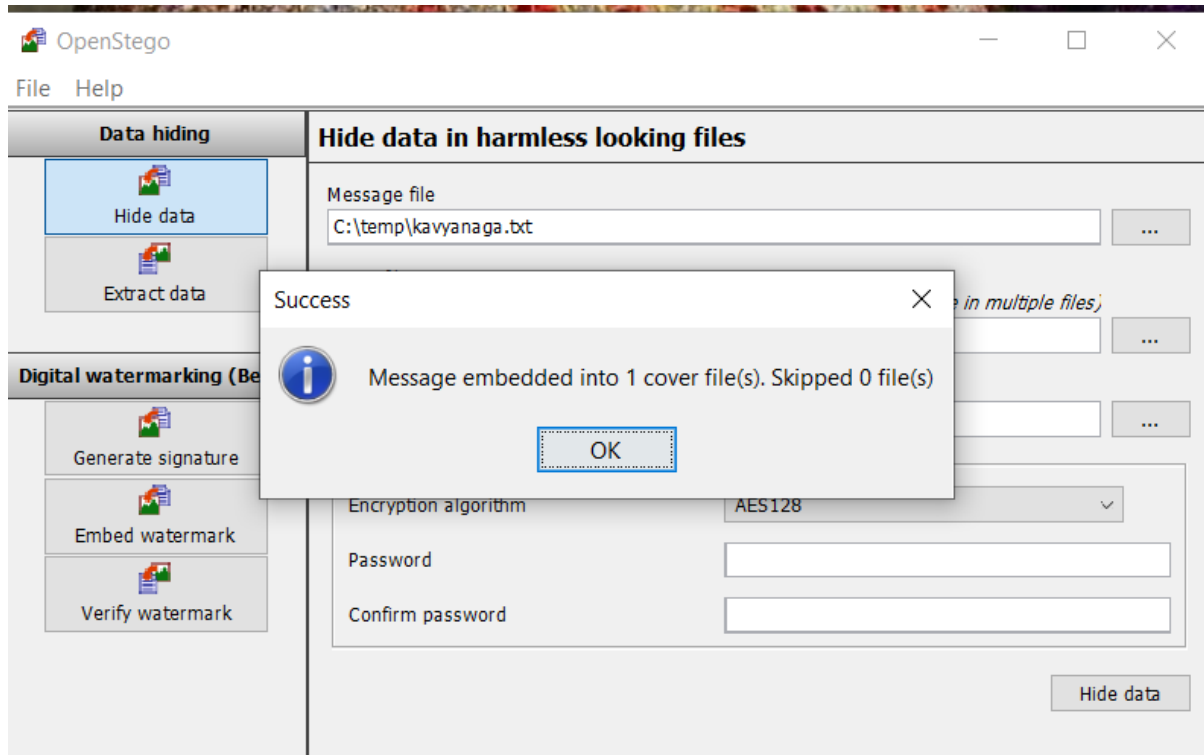 OpenStego
File Help
Data hiding
Hide data
Extract data
Digital watermarking (Be
Generate signature
Embed watermark
Verify watermark
Hide data in harmless looking files
Message file
C:\temp\kavyanaga.txt
...
in multiple files)
...
...
Success
Message embedded into 1 cover file(s). Skipped 0 file(s)
OK
Encryption algorithm
AES128
Password
Confirm password
Hide data